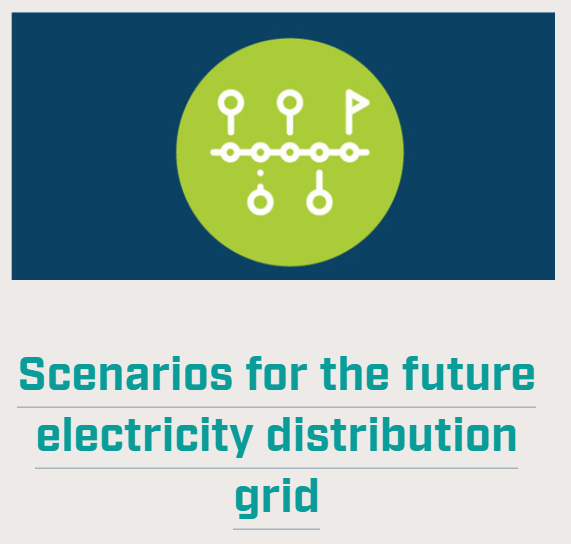 Scenarios for the future
electricity distribution
grid